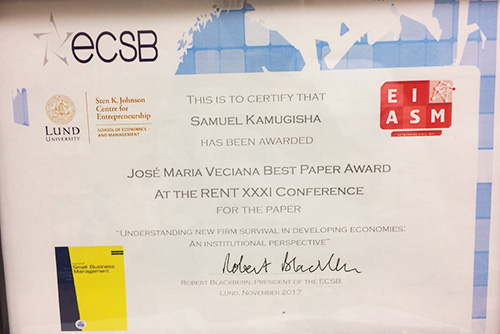 ecsb
Sten K. Johnson
Centre for
Entrepreneurship
LUND
UNIVERSITY
SCHOOL OF ECONOMICS
AND MANAGEMENT
EI
ASM
THIS IS TO CERTIFY THAT
SAMUEL KAMUGISHA
HAS BEEN AWARDED
JOSÉ MARIA VECIANA BEST PAPER AWARD
AT THE RENT XXXI CONFERENCE
FOR THE PAPER
"UNDERSTANDING NEW FIRM SURVIVAL IN DEVELOPING ECONOMIES:
AN INSTITUTIONAL PERSPECTIVE"
Small Business
Management
Robert Blackburn
ROBERT BLACKBURN, PRESIDENT OF THE ECSB
LUND, NOVEMBER 2017